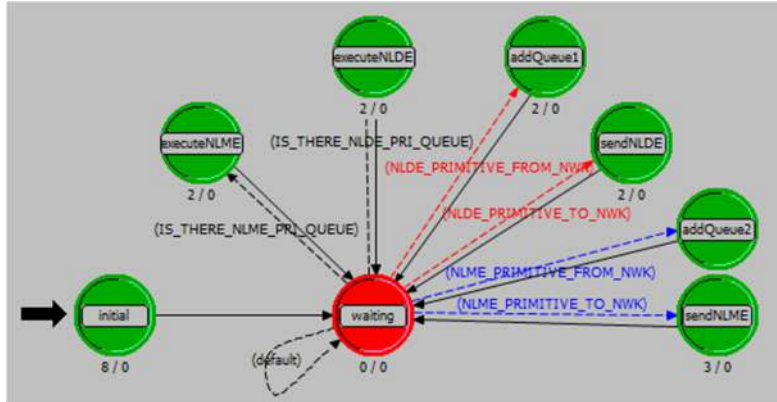 executeNLDE
2 / 0
addQueue1
2 / 0
executeNLME
2 / 0
(IS_THERE_NLDE_PRI_QUEUE)
(NLDE_PRIMITIVE_FROM_NWK)
sendNLDE
2 / 0
(IS_THERE_NLME_PRI_QUEUE)
(NLDE_PRIMITIVE_TO_NWK)
addQueue2
2 / 0
(NLME_PRIMITIVE_FROM_NWK)
(NLME_PRIMITIVE_TO_NWK)
initial
8 / 0
waiting
0 / 0
sendNLME
3 / 0
(default)